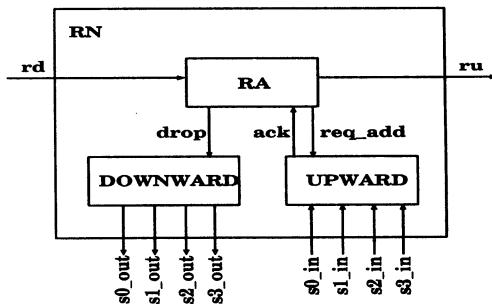 RN
rd
RA
ru
drop
ack
req_add
DOWNWARD
UPWARD
s0_out
s1_out
s2_out
s3_out
s0_in
s1_in
s2_in
s3_in